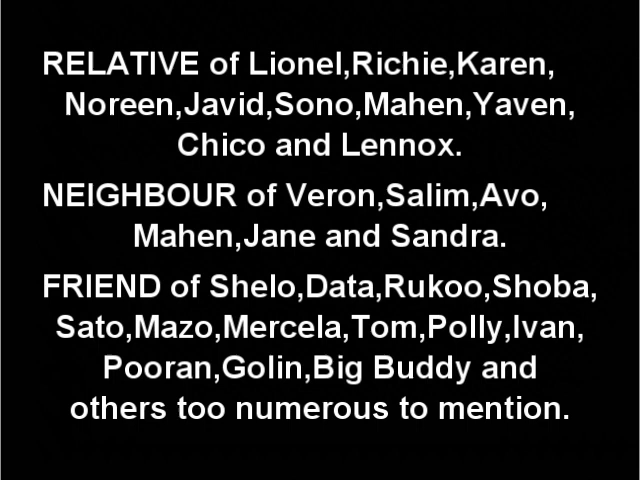 RELATIVE of Lionel,Richie,Karen,
Noreen,Javid,Sono,Mahen,Yaven,
Chico and Lennox.
NEIGHBOUR of Veron,Salim,Avo,
Mahen,Jane and Sandra.
FRIEND of Shelo,Data,Rukoo,Shoba,
Sato,Mazo,Mercela,Tom,Polly,Ivan,
Pooran,Golin,Big Buddy and
others too numerous to mention.